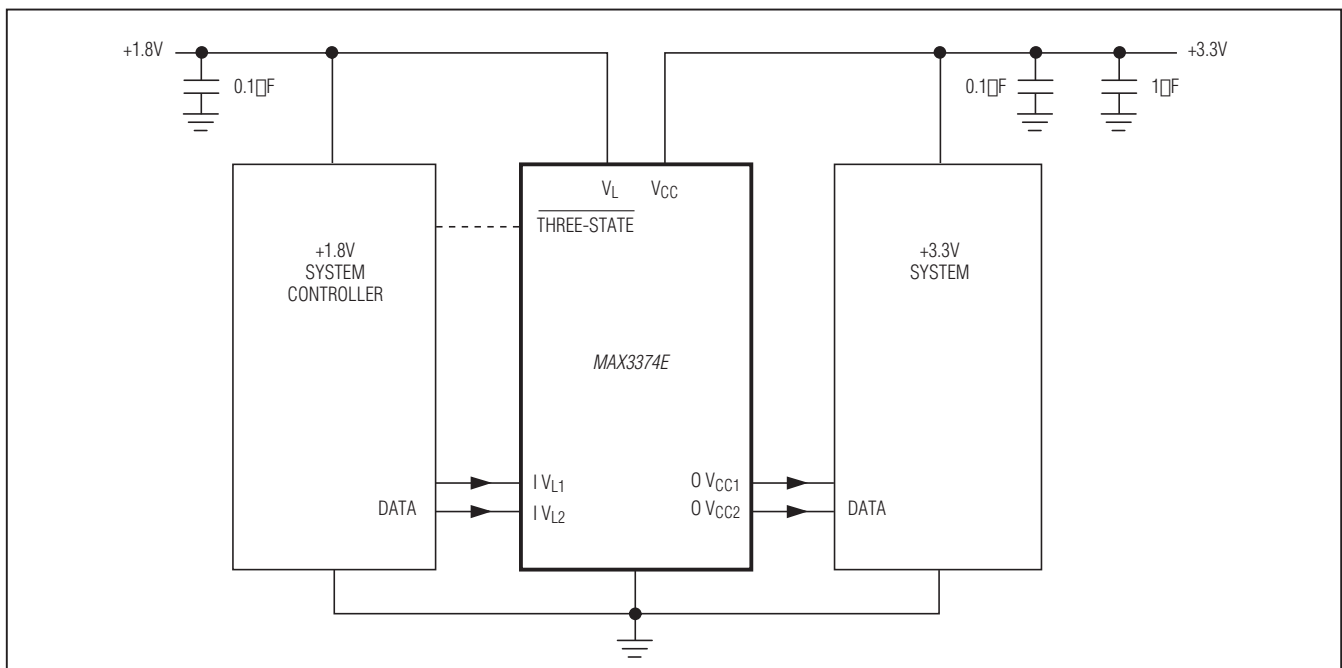 +1.8V
+3.3V
0.1▯F
0.1▯F
1▯F
VL
VCC
THREE-STATE
+1.8V
SYSTEM
CONTROLLER
+3.3V
SYSTEM
MAX3374E
I VL1
O VCC1
DATA
I VL2
O VCC2
DATA